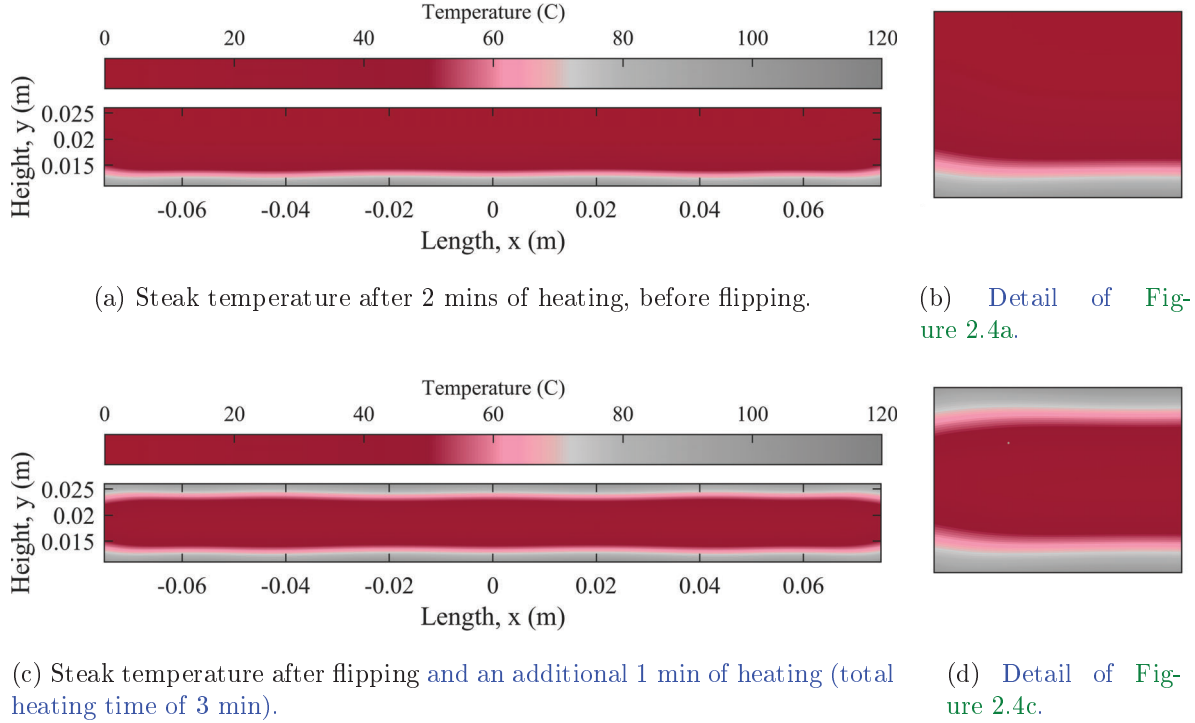 Temperature (C)
0 20 40 60 80 100 120
Height, y (m)
0.025
0.02
0.015
-0.06 -0.04 -0.02 0 0.02 0.04 0.06
Length, x (m)
(a) Steak temperature after 2 mins of heating, before flipping.
(b) Detail of Fig-
ure 2.4a.
Temperature (C)
0 20 40 60 80 100 120
Height, y (m)
0.025
0.02
0.015
-0.06 -0.04 -0.02 0 0.02 0.04 0.06
Length, x (m)
(c) Steak temperature after flipping and an additional 1 min of heating (total
heating time of 3 min).
(d) Detail of Fig-
ure 2.4c.